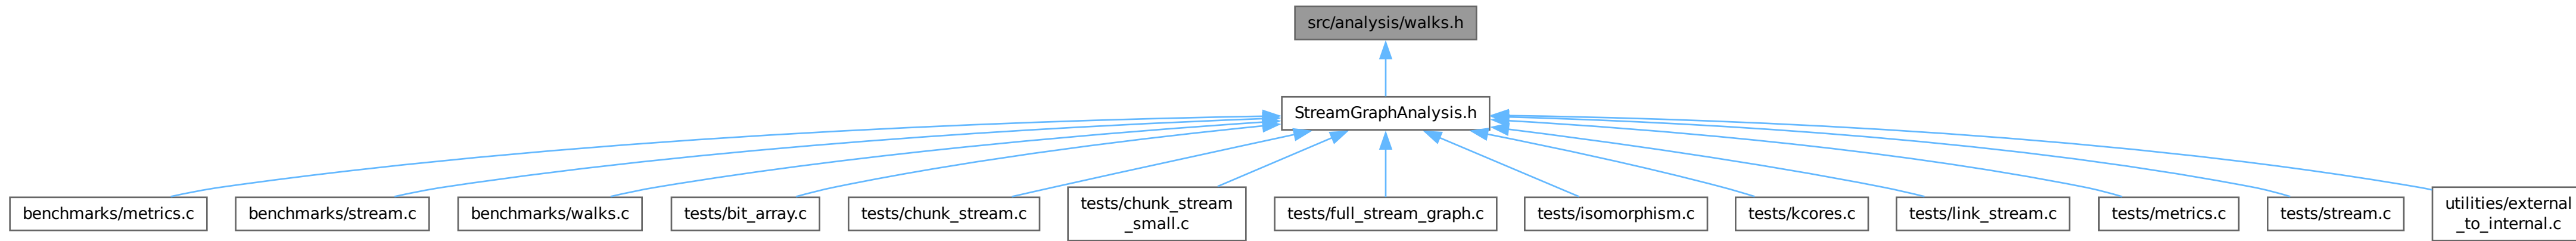 src/analysis/walks.h
StreamGraphAnalysis.h
benchmarks/metrics.c
benchmarks/stream.c
benchmarks/walks.c
tests/bit_array.c
tests/chunk_stream.c
tests/chunk_stream
_small.c
tests/full_stream_graph.c
tests/isomorphism.c
tests/kcores.c
tests/link_stream.c
tests/metrics.c
tests/stream.c
utilities/external
_to_internal.c